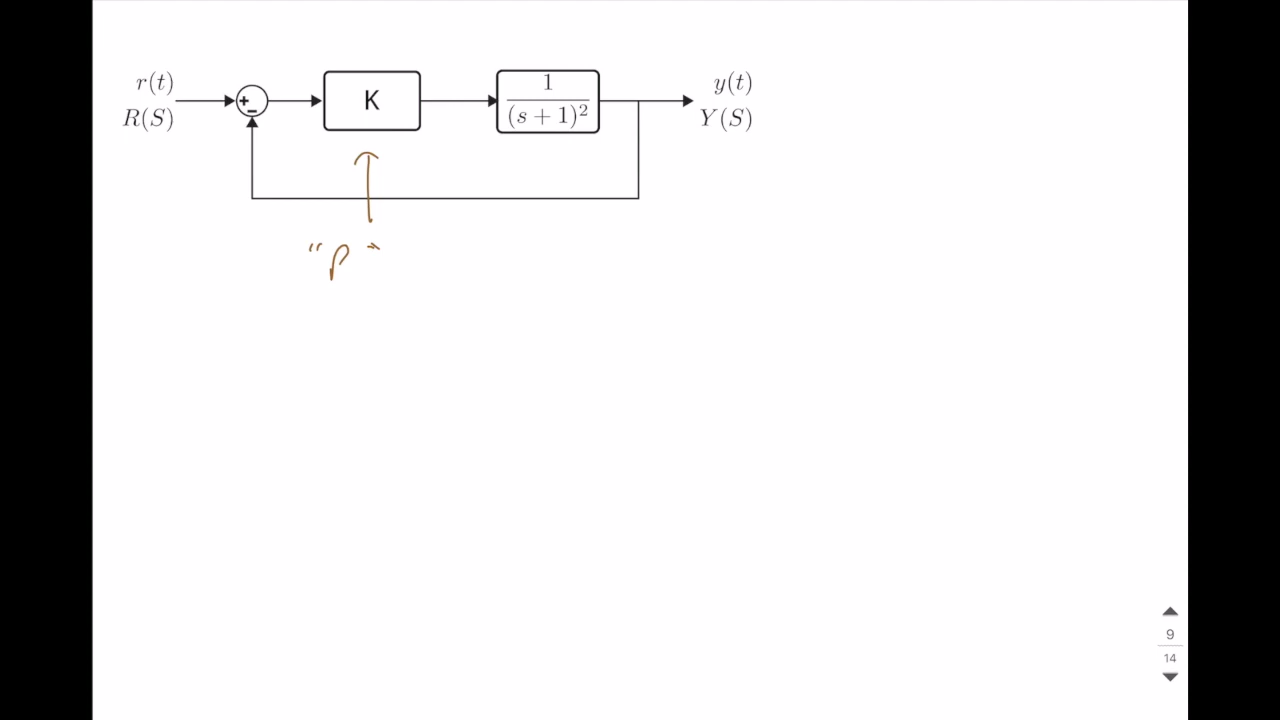 r(t)
R(S)
+
−
K
1
(s + 1)²
y(t)
Y(S)
“P”
9
14